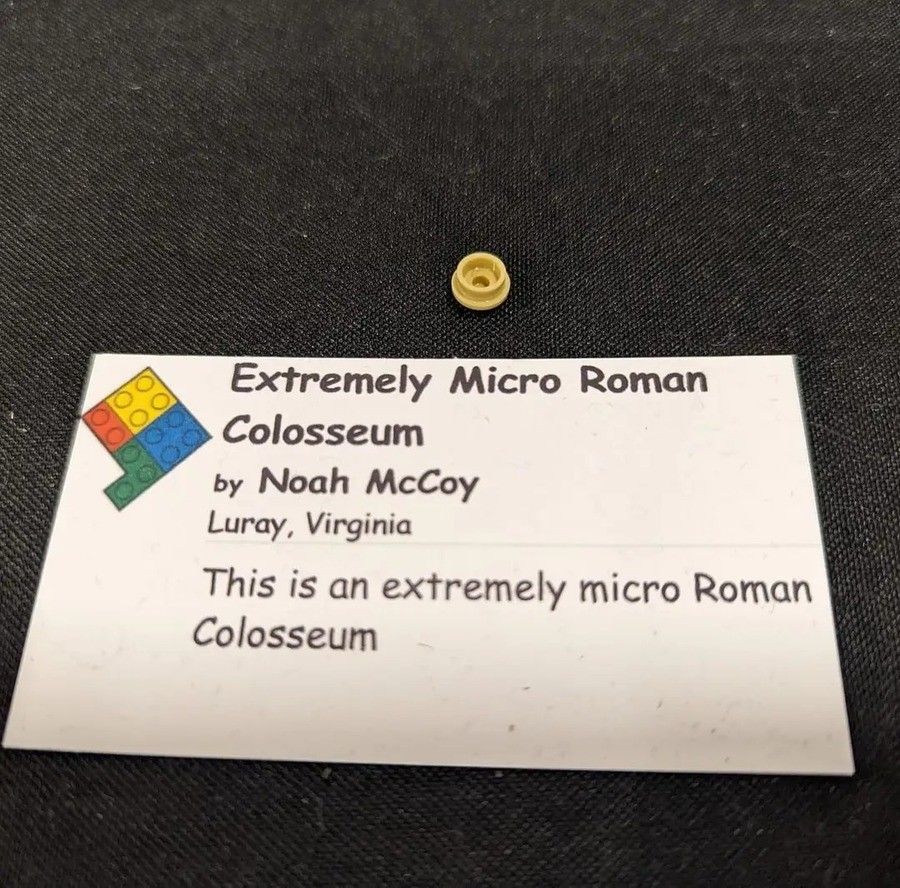 Extremely Micro Roman
Colosseum
by Noah McCoy
Luray, Virginia
This is an extremely micro Roman
Colosseum